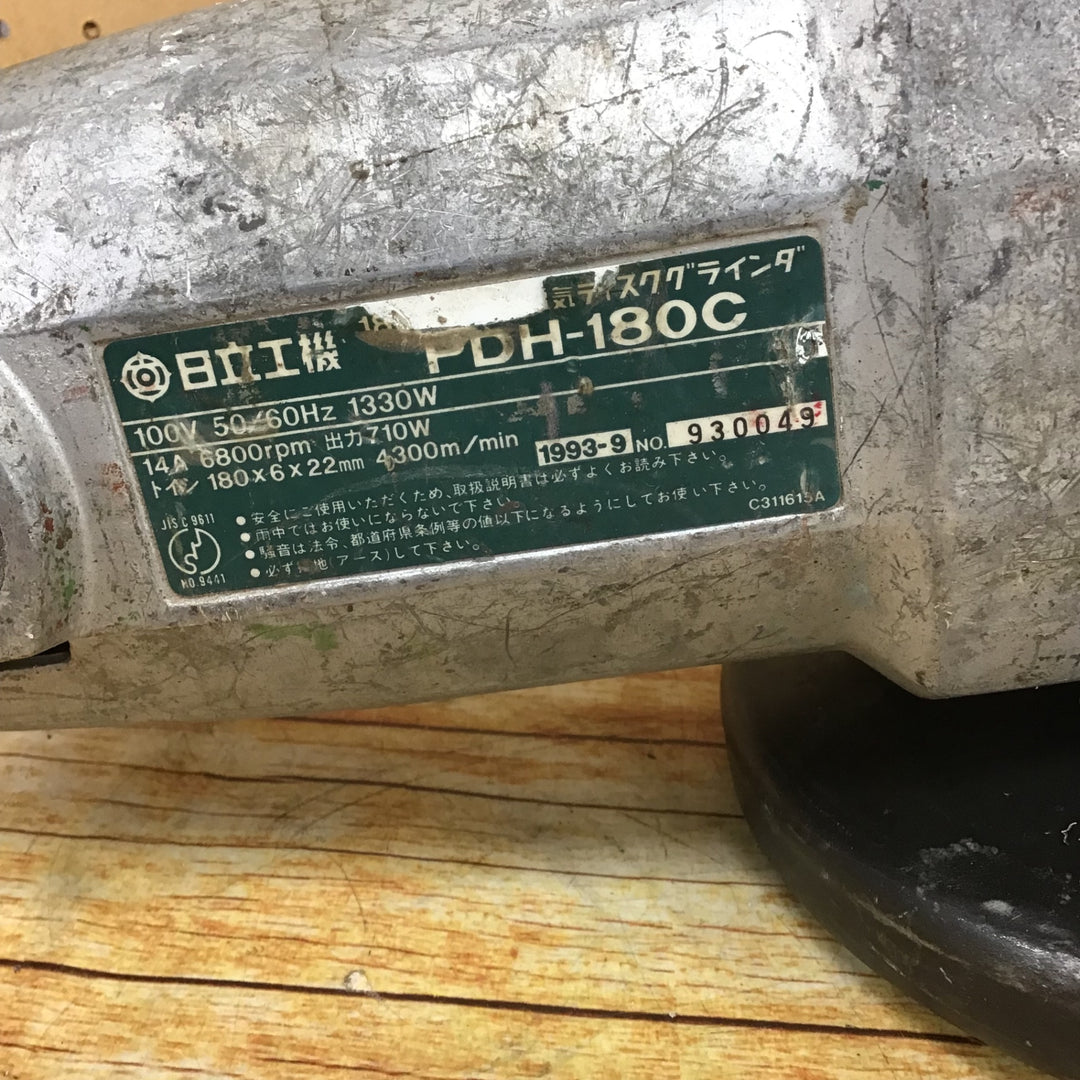 気ディスクグラインダ
日立工機 PDH-180C
100V 50/60Hz 1330W
14A 6800rpm 出力710W
トイシ 180×6×22mm 4300m/min 1993-9 NO. 930049
JIS C 9611
NO.9441
●安全にご使用いただくため、取扱説明書は必ずよくお読み下さい。
●雨中ではお使いにならないで下さい。
●騒音は法令、都道府県条例等の値以下になるようにしてお使い下さい。
●必ず地(アース)して下さい。
C311615A